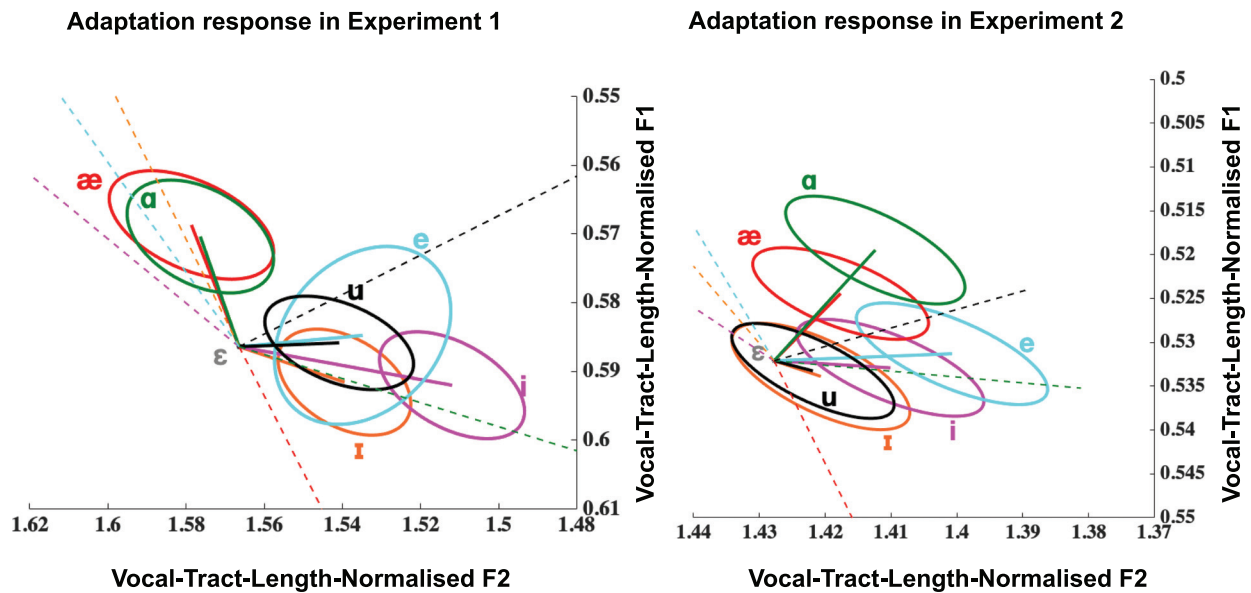 Adaptation response in Experiment 1
æ
ɑ
e
u
ɛ
i
ɪ
0.55
0.56
0.57
0.58
0.59
0.6
0.61
1.62
1.6
1.58
1.56
1.54
1.52
1.5
1.48
Vocal-Tract-Length-Normalised F1
Vocal-Tract-Length-Normalised F2
Adaptation response in Experiment 2
ɑ
æ
ɛ
e
u
i
ɪ
0.5
0.505
0.51
0.515
0.52
0.525
0.53
0.535
0.54
0.545
0.55
1.44
1.43
1.42
1.41
1.4
1.39
1.38
1.37
Vocal-Tract-Length-Normalised F1
Vocal-Tract-Length-Normalised F2